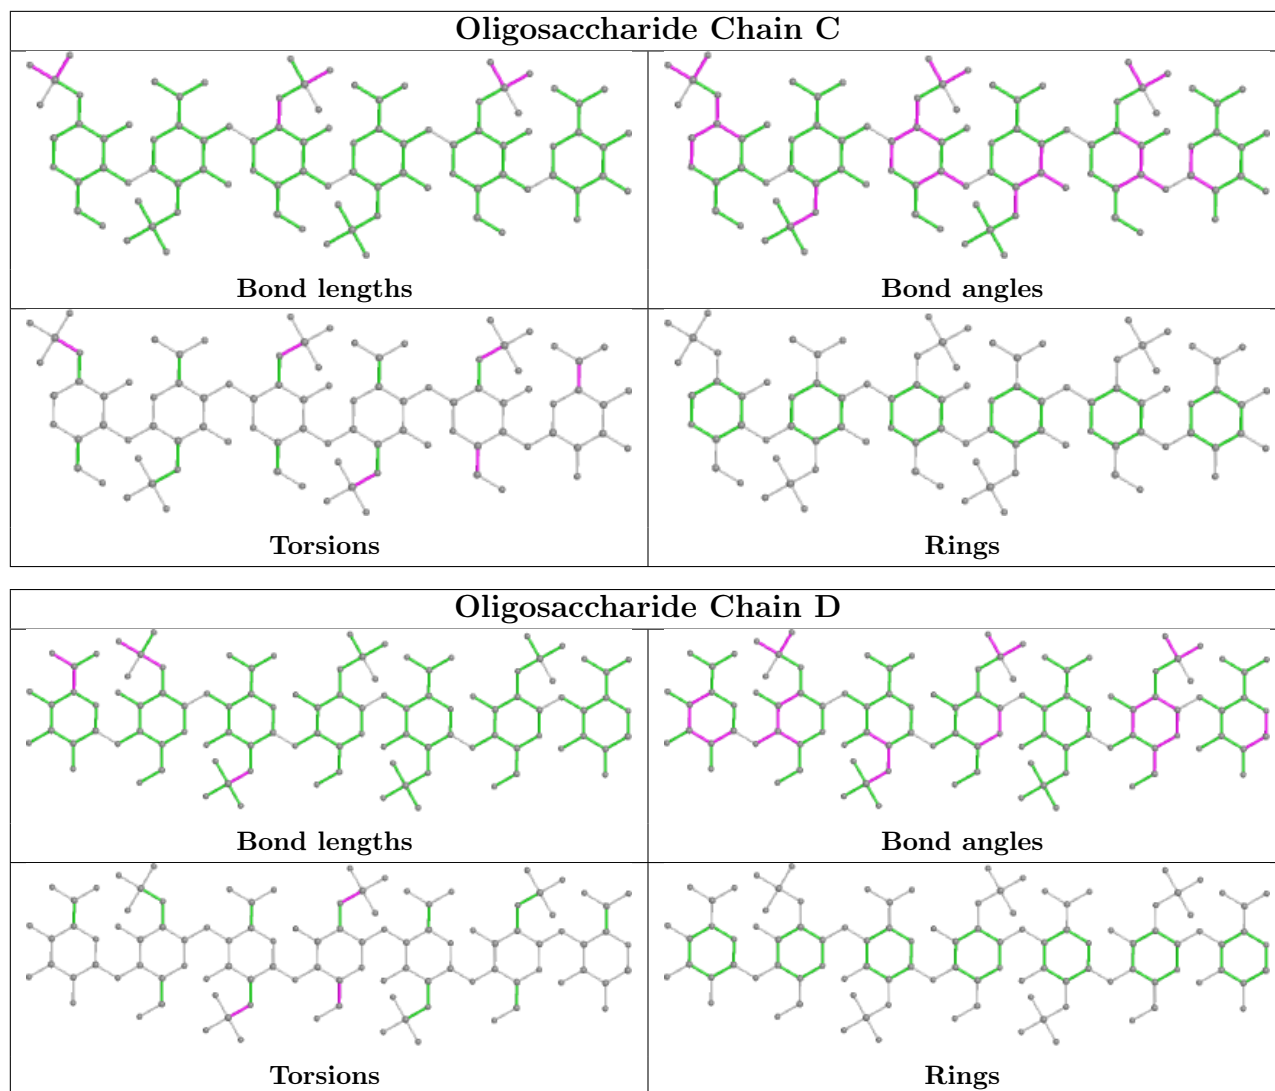 Oligosaccharide Chain C
Bond lengths
Bond angles
Torsions
Rings
Oligosaccharide Chain D
Bond lengths
Bond angles
Torsions
Rings